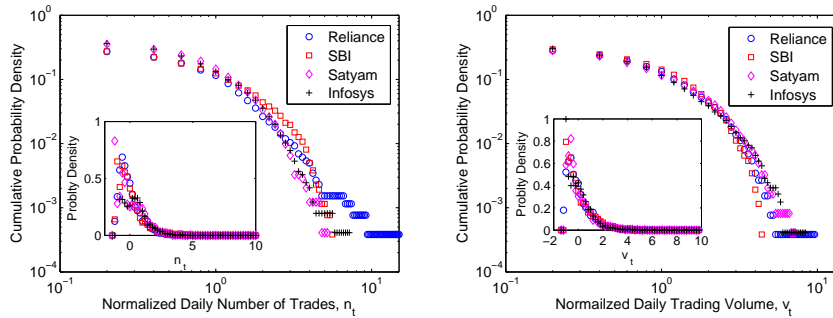 10^0
10^-1
10^-2
10^-3
10^-4
10^-1
10^0
10^1
Cumulative Probability Density
Normalized Daily Number of Trades, n_t
Reliance
SBI
Satyam
Infosys
1
0.5
0
0
5
10
Probity Density
n_t
10^0
10^-1
10^-2
10^-3
10^-4
10^-1
10^0
10^1
Cumulative Probability Density
Normailzed Daily Trading Volume, v_t
Reliance
SBI
Satyam
Infosys
1
0.8
0.6
0.4
0.2
0
−2
0
2
4
6
8
10
Probity Density
v_t